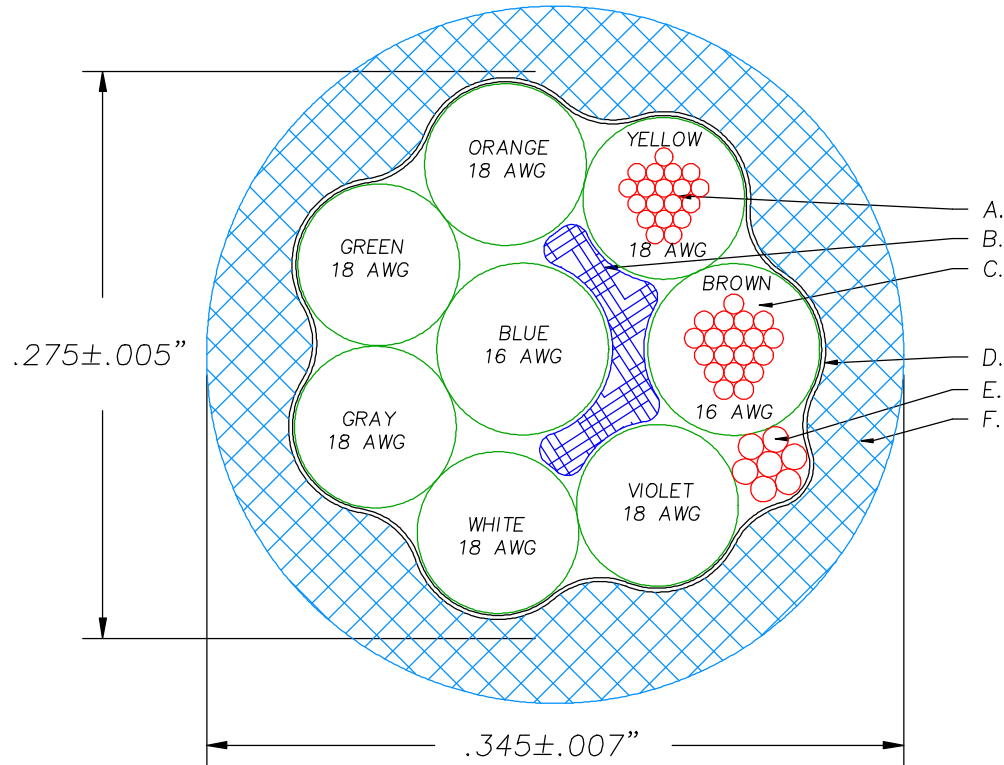 ORANGE
18 AWG
YELLOW
18 AWG
A.
B.
GREEN
18 AWG
BROWN
16 AWG
C.
BLUE
16 AWG
.275±.005”
D.
E.
F.
GRAY
18 AWG
VIOLET
18 AWG
WHITE
18 AWG
.345±.007”